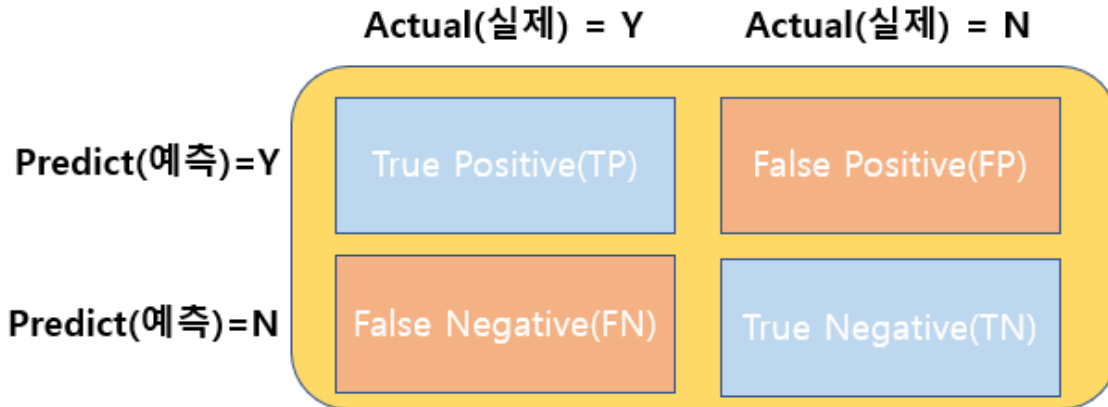 Actual(실제) = Y
Actual(실제) = N
Predict(예측)=Y
True Positive(TP)
False Positive(FP)
Predict(예측)=N
False Negative(FN)
True Negative(TN)